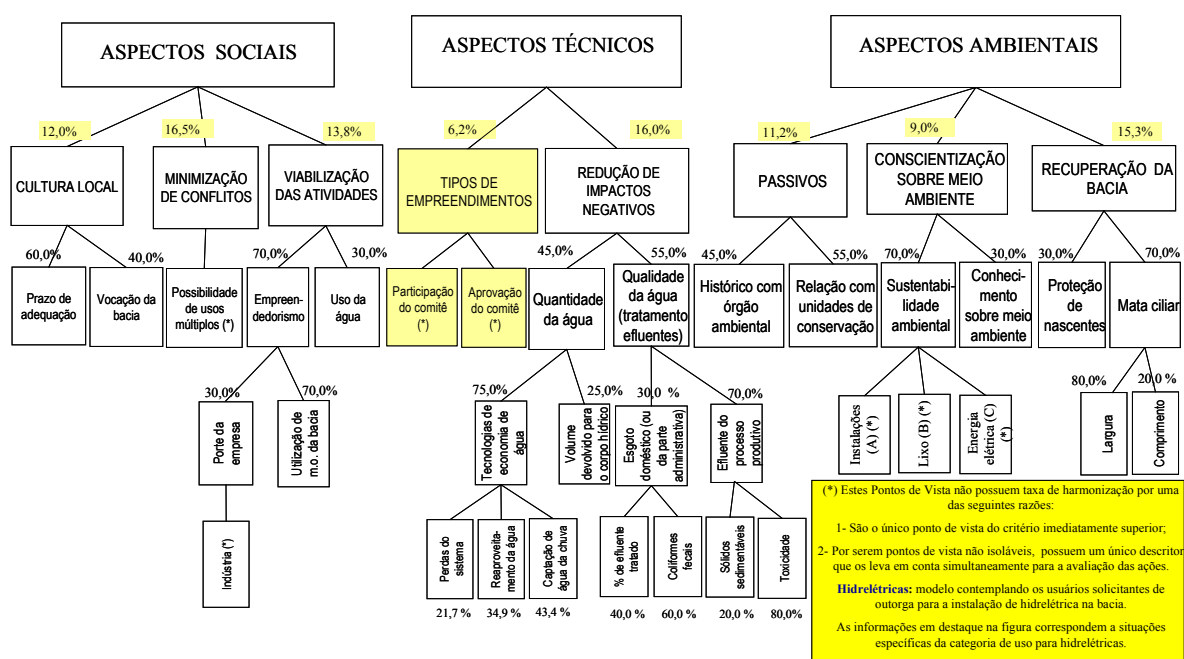 ASPECTOS SOCIAIS
ASPECTOS TÉCNICOS
ASPECTOS AMBIENTAIS
12,0%
16,5%
13,8%
6,2%
16,0%
11,2%
9,0%
15,3%
CULTURA LOCAL
MINIMIZAÇÃO
DE CONFLITOS
VIABILIZAÇÃO
DAS ATIVIDADES
TIPOS DE
EMPREENDIMENTOS
REDUÇÃO DE
IMPACTOS
NEGATIVOS
PASSIVOS
CONSCIENTIZAÇÃO
SOBRE MEIO
AMBIENTE
RECUPERAÇÃO DA
BACIA
60,0%
40,0%
70,0%
30,0%
45,0%
55,0%
45,0%
55,0%
70,0%
30,0%
30,0%
70,0%
Prazo de
adequação
Vocação da
bacia
Possibilidade
de usos
múltiplos (*)
Empreen-
dedorismo
Uso da
água
Participação
do comitê
(*)
Aprovação
do comitê
(*)
Quantidade
da água
Qualidade
da água
(tratamento
efluentes)
Histórico com
órgão
ambiental
Relação com
unidades de
conservação
Sustentabi-
lidade
ambiental
Conheci-
mento
sobre meio
ambiente
Proteção
de
nascentes
Mata ciliar
30,0%
70,0%
75,0%
25,0%
30,0 %
70,0%
80,0%
20,0 %
Porte da
empresa
Utilização de
m.o. da bacia
Tecnologias de
economia de
água
Volume
devolvido para
o corpo hídrico
Esgoto
doméstico (ou
da parte
administrativa)
Efluente do
processo
produtivo
Instalações
(A) (*)
Lixo (B) (*)
Energia
elétrica (C)
(*)
Largura
Comprimento
Indústria (*)
Perdas do
sistema
Reaproveita-
mento da água
Captação de
água da chuva
% de efluente
tratado
Coliformes
fecais
Sólidos
sedimentáveis
Toxicidade
21,7 %
34,9 %
43,4 %
40,0 %
60,0 %
20,0 %
80,0%
(*) Estes Pontos de Vista não possuem taxa de harmonização por uma
das seguintes razões:
1- São o único ponto de vista do critério imediatamente superior;
2- Por serem pontos de vista não isoláveis, possuem um único descritor
que os leva em conta simultaneamente para a avaliação das ações.
Hidrelétricas: modelo contemplando os usuários solicitantes de
outorga para a instalação de hidrelétrica na bacia.
As informações em destaque na figura correspondem a situações
específicas da categoria de uso para hidrelétricas.